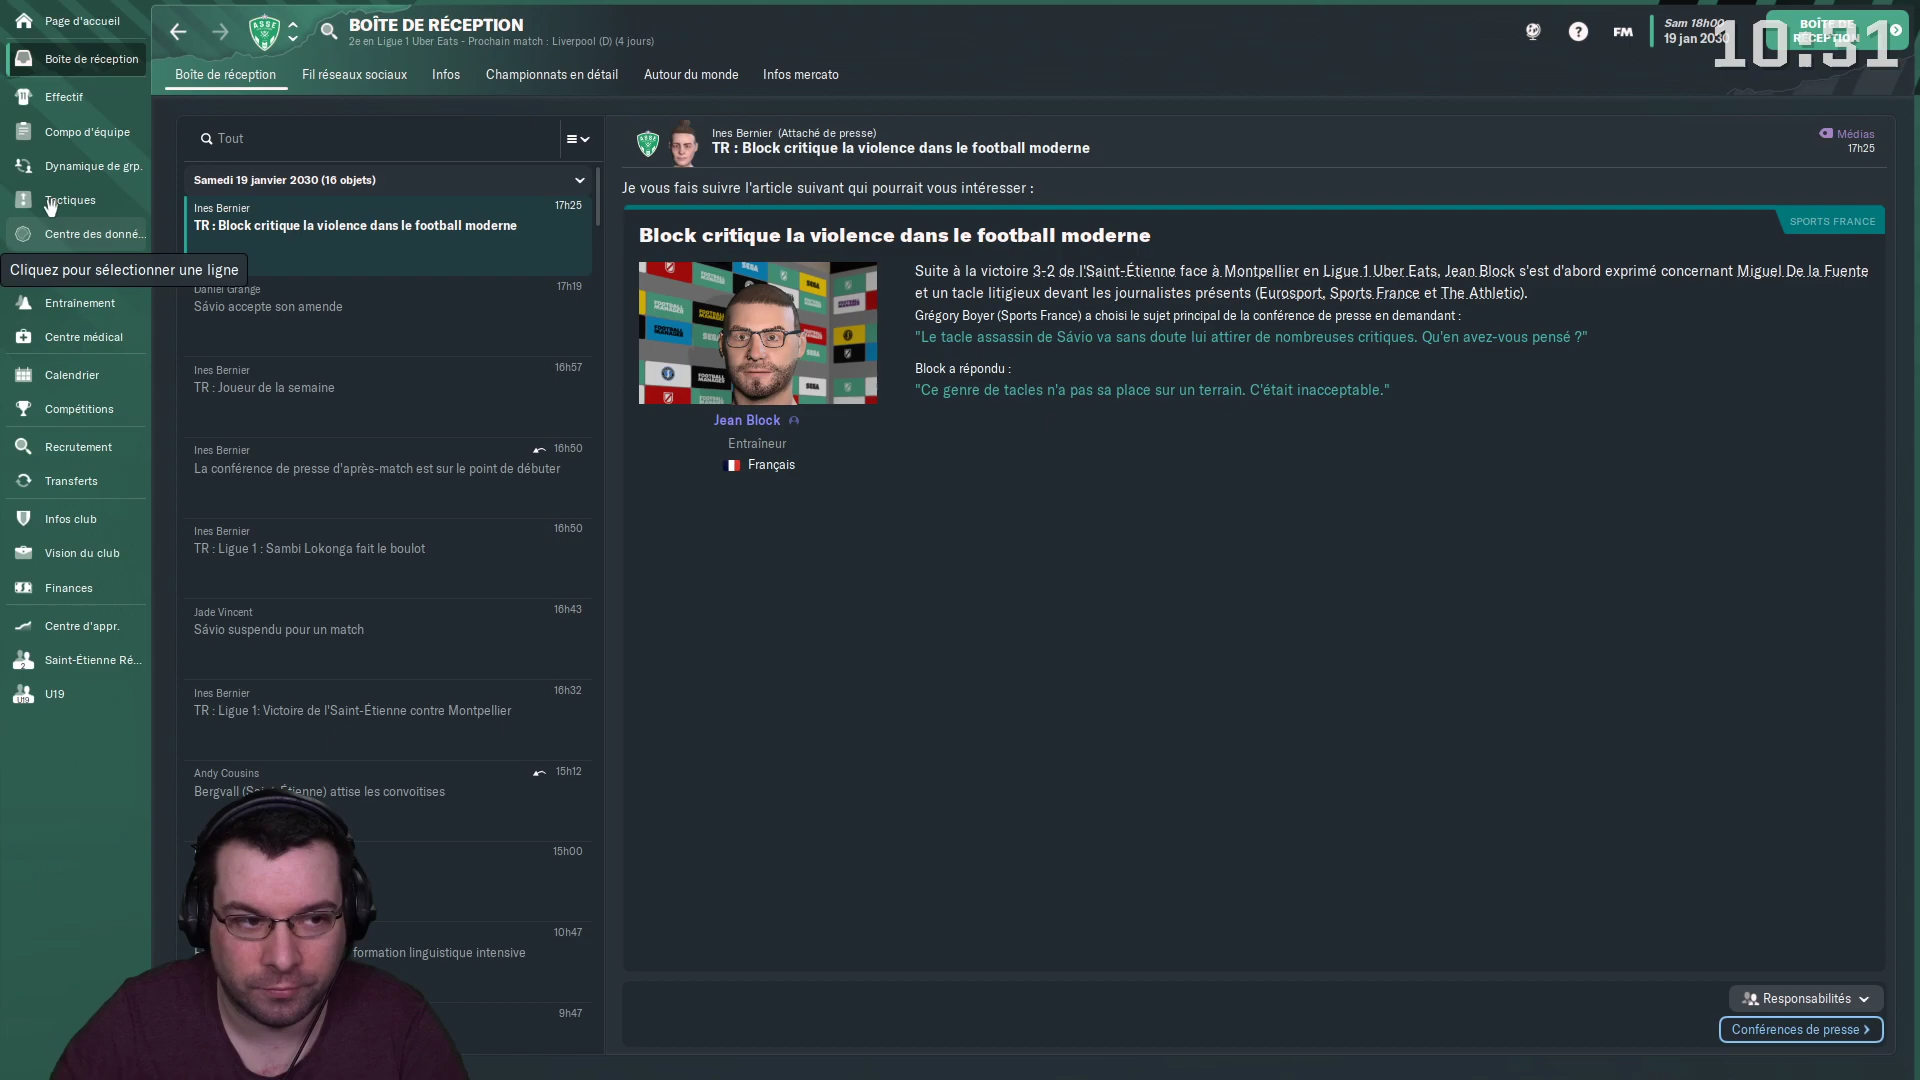 Page d'accueil
Boîte de réception
Effectif
Compo d'équipe
Dynamique de grp.
Tactiques
Centre des donné...
Cliquez pour sélectionner une ligne
Entraînement
Centre médical
Calendrier
Compétitions
Recrutement
Transferts
Infos club
Vision du club
Finances
Centre d'appr.
Saint-Étienne Ré...
U19
ASSE
BOÎTE DE RÉCEPTION
2e en Ligue 1 Uber Eats - Prochain match : Liverpool (D) (4 jours)
FM
Sam 18h00
19 jan 2030
BOÎTE DE
RÉCEPTION
10:31
Boîte de réception
Fil réseaux sociaux
Infos
Championnats en détail
Autour du monde
Infos mercato
Tout
Samedi 19 janvier 2030 (16 objets)
Ines Bernier 17h25
TR : Block critique la violence dans le football moderne
Daniel Grange 17h19
Sávio accepte son amende
Ines Bernier 16h57
TR : Joueur de la semaine
Ines Bernier 16h50
La conférence de presse d'après-match est sur le point de débuter
Ines Bernier 16h50
TR : Ligue 1 : Sambi Lokonga fait le boulot
Jade Vincent 16h43
Sávio suspendu pour un match
Ines Bernier 16h32
TR : Ligue 1: Victoire de l'Saint-Étienne contre Montpellier
Andy Cousins 15h12
Bergvall (Saint-Étienne) attise les convoitises
15h00
10h47
formation linguistique intensive
9h47
Ines Bernier (Attaché de presse)
TR : Block critique la violence dans le football moderne
Médias
17h25
Je vous fais suivre l'article suivant qui pourrait vous intéresser :
SPORTS FRANCE
Block critique la violence dans le football moderne
Suite à la victoire 3-2 de l'Saint-Étienne face à Montpellier en Ligue 1 Uber Eats, Jean Block s'est d'abord exprimé concernant Miguel De la Fuente
et un tacle litigieux devant les journalistes présents (Eurosport, Sports France et The Athletic).
Grégory Boyer (Sports France) a choisi le sujet principal de la conférence de presse en demandant :
"Le tacle assassin de Sávio va sans doute lui attirer de nombreuses critiques. Qu'en avez-vous pensé ?"
Block a répondu :
"Ce genre de tacles n'a pas sa place sur un terrain. C'était inacceptable."
Jean Block
Entraîneur
Français
Responsabilités
Conférences de presse